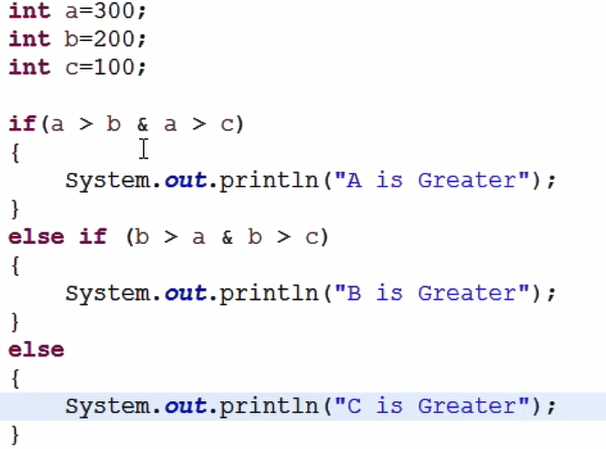 int a=300;
int b=200;
int c=100;
if(a > b & a > c)
{
System.out.println("A is Greater");
}
else if (b > a & b > c)
{
System.out.println("B is Greater");
}
else
{
System.out.println("C is Greater");
}